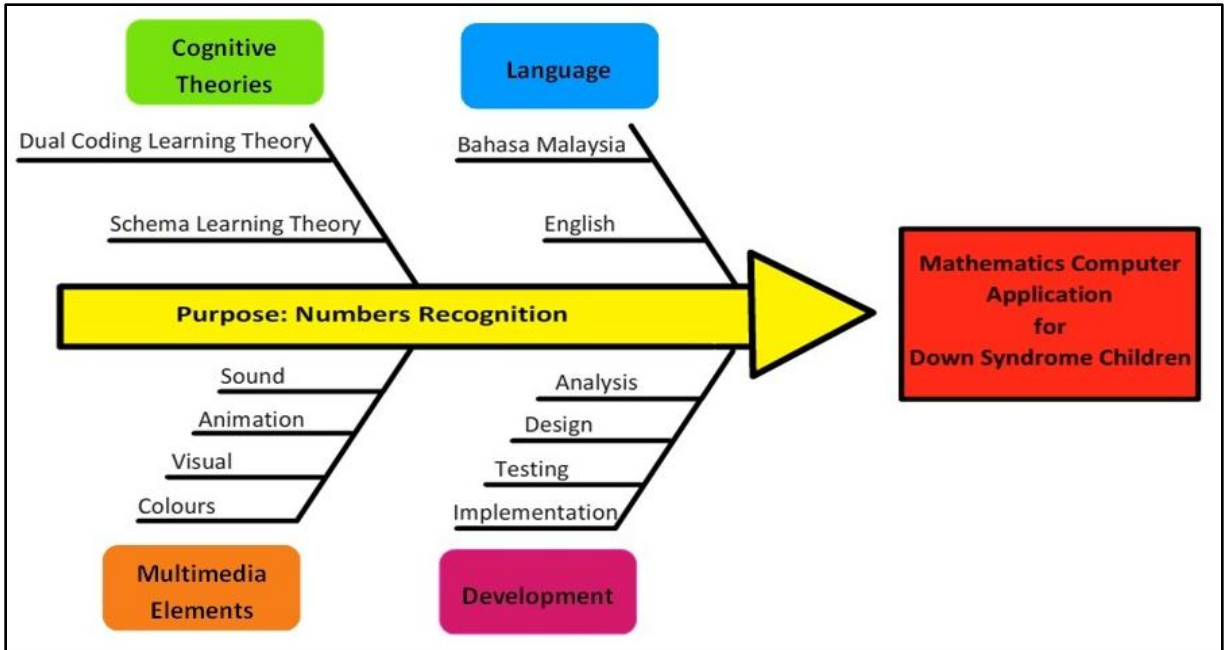 Cognitive
Theories
Language
Dual Coding Learning Theory
Bahasa Malaysia
Schema Learning Theory
English
Purpose: Numbers Recognition
Mathematics Computer
Application
for
Down Syndrome Children
Sound
Animation
Visual
Colours
Analysis
Design
Testing
Implementation
Multimedia
Elements
Development